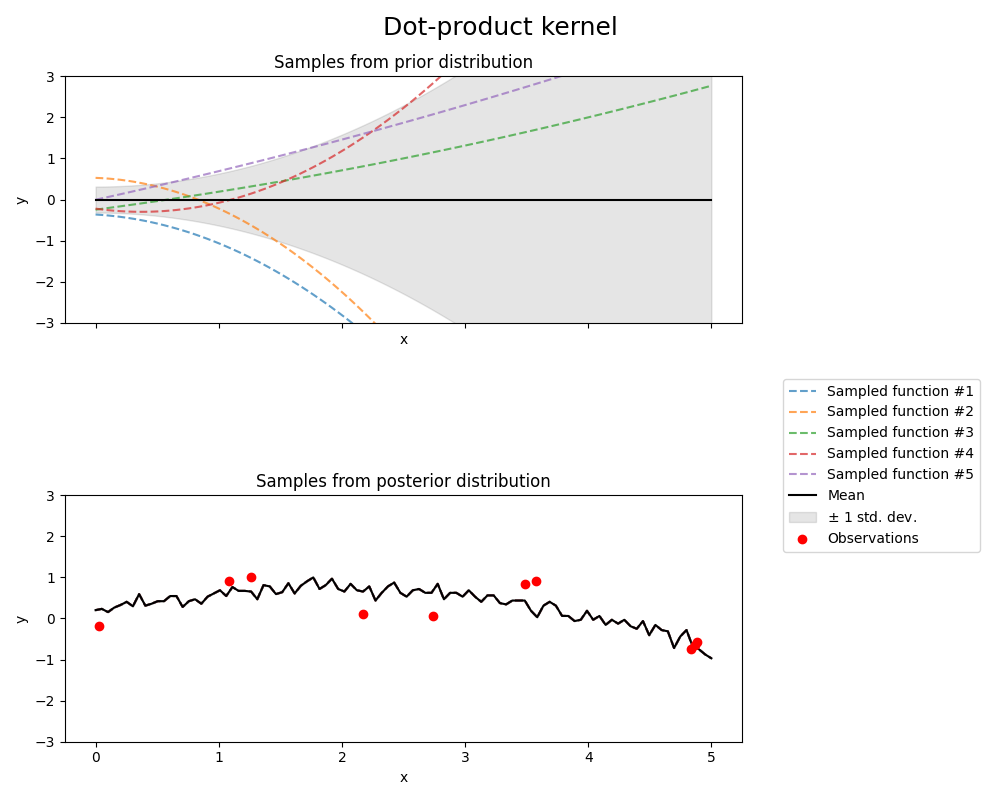 Dot-product kernel
Samples from prior distribution
3
2
1
0
−1
−2
−3
y
x
Sampled function #1
Sampled function #2
Sampled function #3
Sampled function #4
Sampled function #5
Mean
± 1 std. dev.
Observations
Samples from posterior distribution
3
2
1
0
−1
−2
−3
y
0 1 2 3 4 5
x